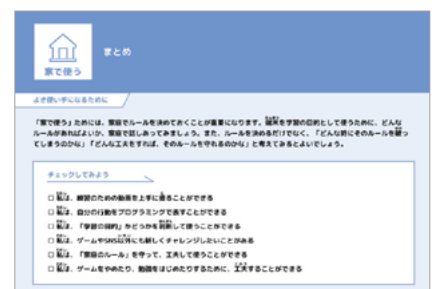 家で使う
まとめ
よき使い手になるために
「家で使う」ためには、家庭でルールを決めておくことが重要になります。端末を学習の目的として使うために、どんな
ルールがあればよいか、家庭で話しあってみましょう。また、ルールを決めるだけでなく、「どんな時にそのルールを破っ
てしまうのかな」「どんな工夫をすれば、そのルールを守れるのかな」と考えてみるとよいでしょう。
チェックしてみよう
□ 私は、練習のための動画を上手に撮ることができる
□ 私は、自分の行動をプログラミングで表すことができる
□ 私は、「学習の目的」かどうかを判断して使うことができる
□ 私は、ゲームやSNS以外にも新しくチャレンジしたいことがある
□ 私は、「家庭のルール」を守って、工夫して使うことができる
□ 私は、ゲームをやめたり、勉強をはじめたりするために、工夫することができる